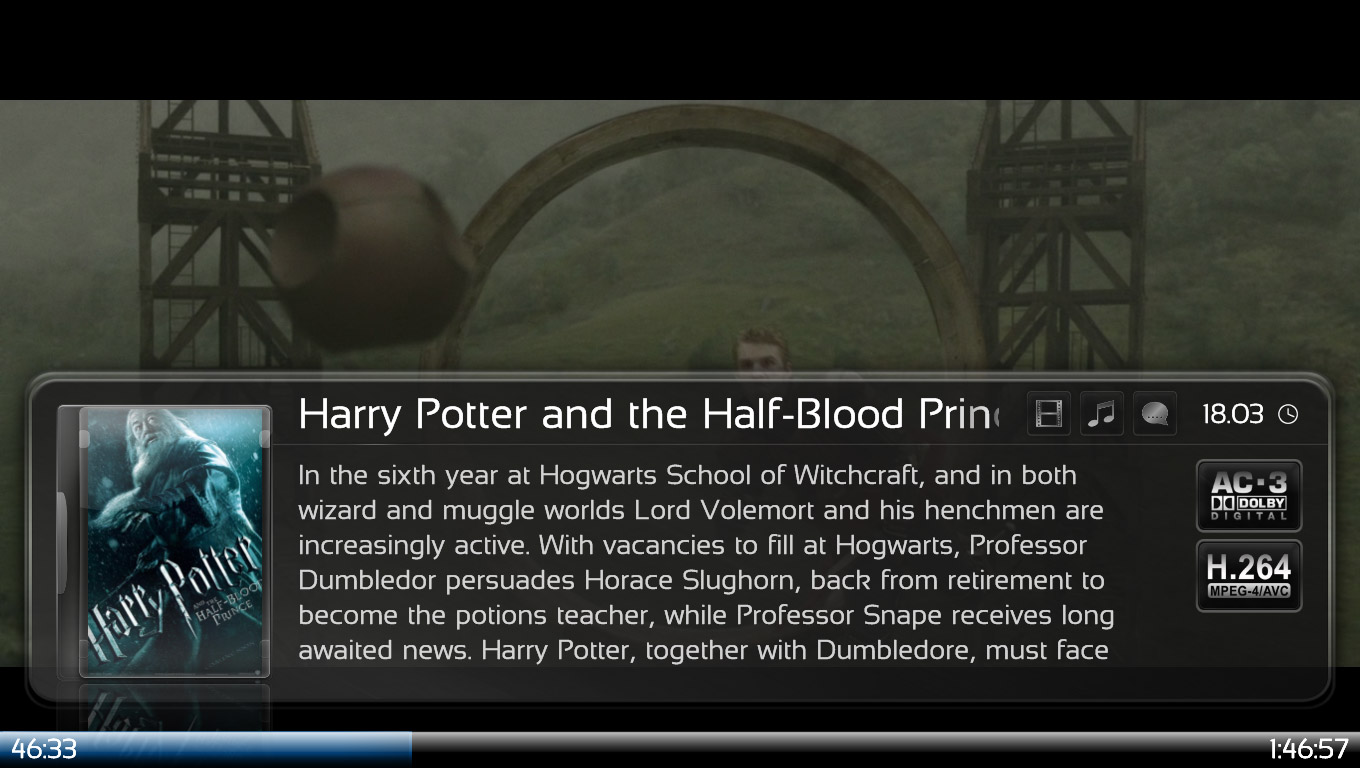 Harry Potter and the Half-Blood Princ
18.03
In the sixth year at Hogwarts School of Witchcraft, and in both
wizard and muggle worlds Lord Volemort and his henchmen are
increasingly active. With vacancies to fill at Hogwarts, Professor
Dumbledor persuades Horace Slughorn, back from retirement to
become the potions teacher, while Professor Snape receives long
awaited news. Harry Potter, together with Dumbledore, must face
AC·3
DOLBY
DIGITAL
H.264
MPEG-4/AVC
Harry Potter
AND THE
HALF-BLOOD
PRINCE
46:33
1:46:57